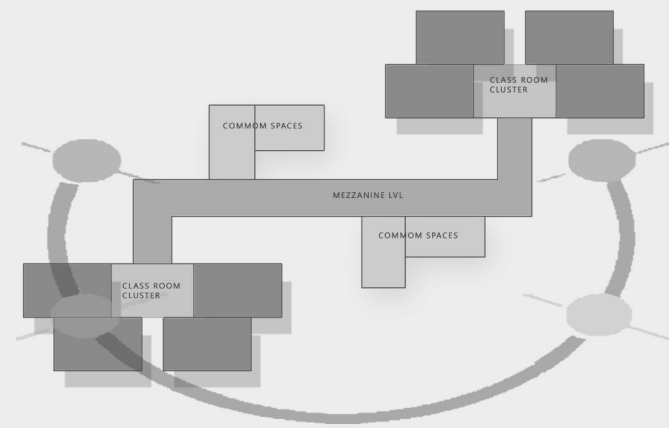 CLASS ROOM
CLUSTER
COMMOM SPACES
MEZZANINE LVL
COMMOM SPACES
CLASS ROOM
CLUSTER